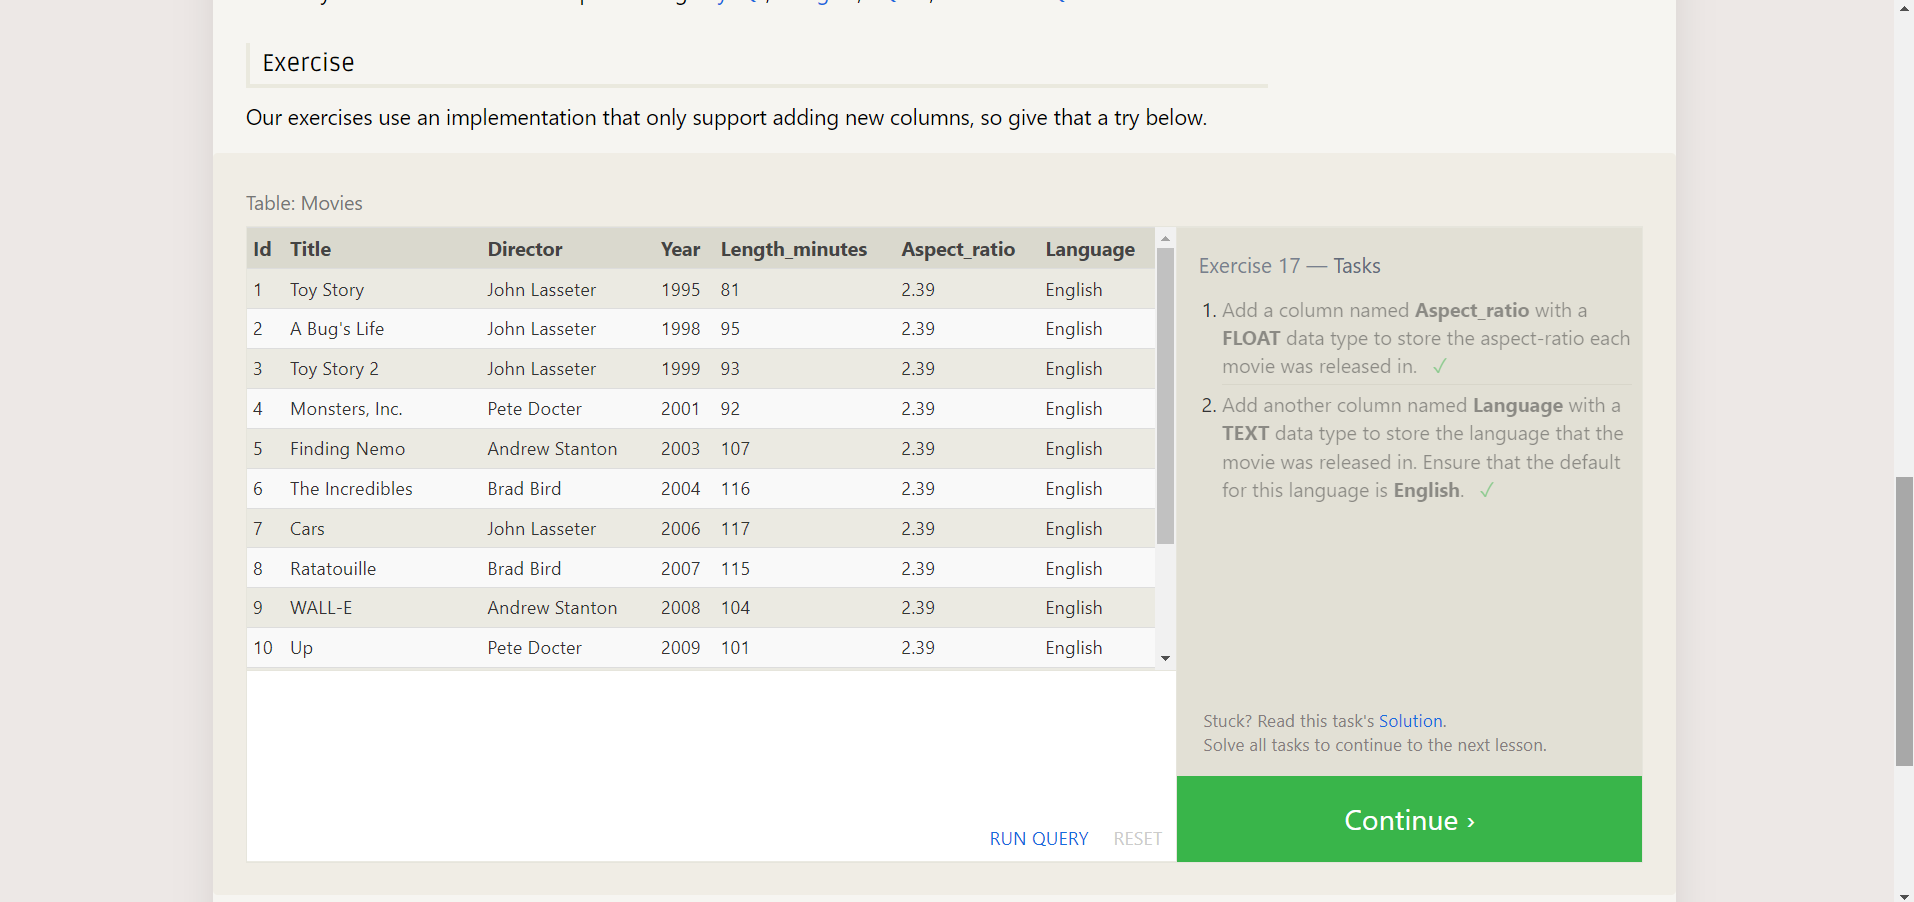 Exercise
Our exercises use an implementation that only support adding new columns, so give that a try below.
Table: Movies
Id Title Director Year Length_minutes Aspect_ratio Language
1 Toy Story John Lasseter 1995 81 2.39 English
2 A Bug's Life John Lasseter 1998 95 2.39 English
3 Toy Story 2 John Lasseter 1999 93 2.39 English
4 Monsters, Inc. Pete Docter 2001 92 2.39 English
5 Finding Nemo Andrew Stanton 2003 107 2.39 English
6 The Incredibles Brad Bird 2004 116 2.39 English
7 Cars John Lasseter 2006 117 2.39 English
8 Ratatouille Brad Bird 2007 115 2.39 English
9 WALL-E Andrew Stanton 2008 104 2.39 English
10 Up Pete Docter 2009 101 2.39 English
RUN QUERY RESET
Exercise 17 — Tasks
1. Add a column named Aspect_ratio with a
FLOAT data type to store the aspect-ratio each
movie was released in. ✓
2. Add another column named Language with a
TEXT data type to store the language that the
movie was released in. Ensure that the default
for this language is English. ✓
Stuck? Read this task's Solution.
Solve all tasks to continue to the next lesson.
Continue ›